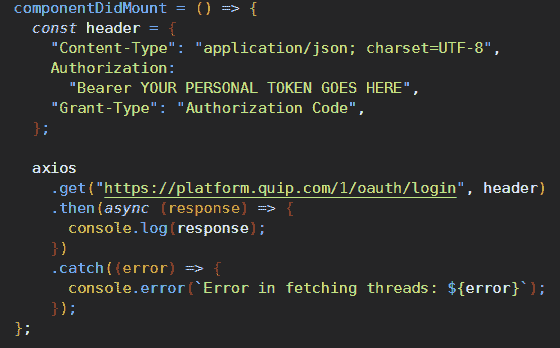 componentDidMount = () => {
const header = {
"Content-Type": "application/json; charset=UTF-8",
Authorization:
"Bearer YOUR PERSONAL TOKEN GOES HERE",
"Grant-Type": "Authorization Code",
};
axios
.get("https://platform.quip.com/1/oauth/login", header)
.then(async (response) => {
console.log(response);
})
.catch((error) => {
console.error(`Error in fetching threads: ${error}`);
});
};